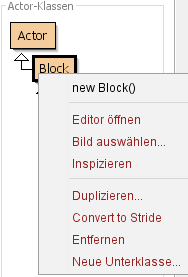 Actor-Klassen
Actor
Block
new Block()
Editor öffnen
Bild auswählen...
Inspizieren
Duplizieren...
Convert to Stride
Entfernen
Neue Unterklasse...